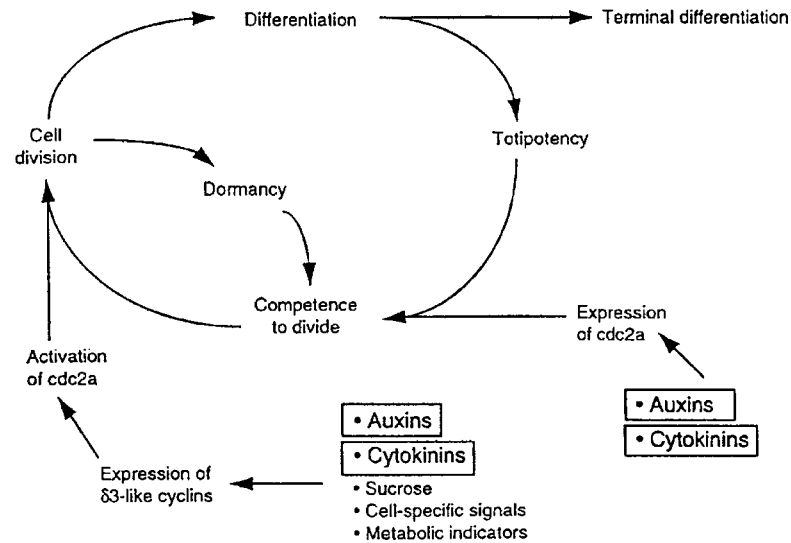 Differentiation
Terminal differentiation
Cell
division
Totipotency
Dormancy
Competence
to divide
Expression
of cdc2a
Activation
of cdc2a
• Auxins
• Cytokinins
• Auxins
• Cytokinins
• Sucrose
• Cell-specific signals
• Metabolic indicators
Expression of
δ3-like cyclins